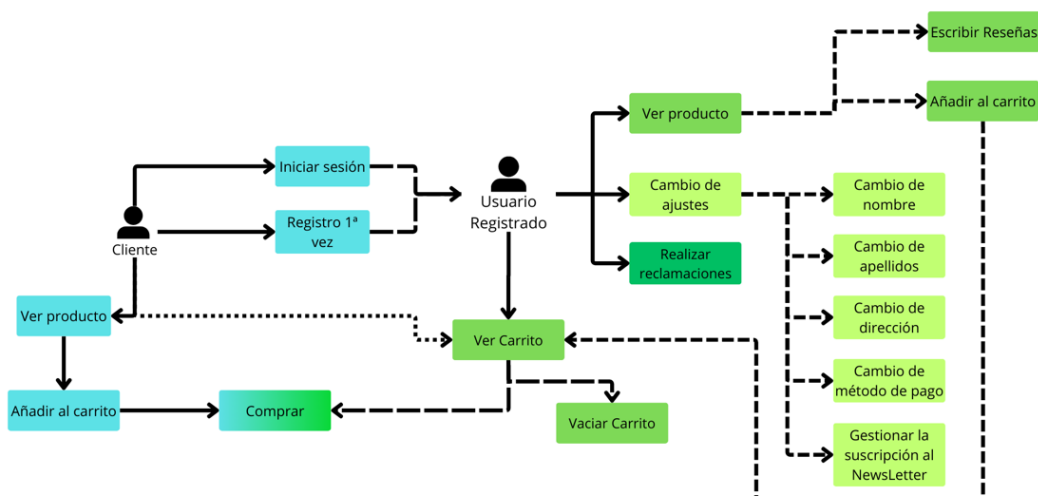 Escribir Reseñas
Ver producto
Añadir al carrito
Iniciar sesión
Usuario
Registrado
Cambio de
ajustes
Cambio de
nombre
Cliente
Registro 1ª
vez
Realizar
reclamaciones
Cambio de
apellidos
Ver producto
Ver Carrito
Cambio de
dirección
Añadir al carrito
Comprar
Vaciar Carrito
Cambio de
método de pago
Gestionar la
suscripción al
NewsLetter